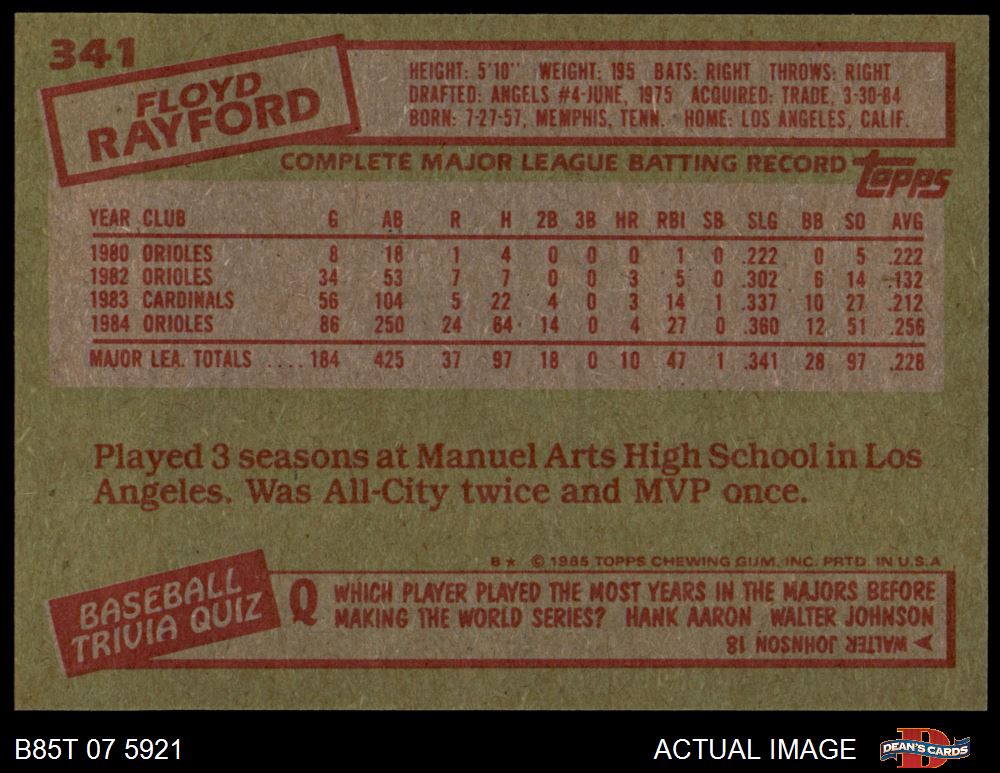 341
FLOYD
RAYFORD
HEIGHT: 5'10" WEIGHT: 195 BATS: RIGHT THROWS: RIGHT
DRAFTED: ANGELS #4-JUNE, 1975 ACQUIRED: TRADE, 3-30-84
BORN: 7-27-57, MEMPHIS, TENN. · HOME: LOS ANGELES, CALIF.
COMPLETE MAJOR LEAGUE BATTING RECORD topps
YEAR CLUB G AB R H 2B 3B HR RBI SB SLG BB SO AVG
1980 ORIOLES 8 18 1 4 0 0 0 1 0 .222 0 5 .222
1982 ORIOLES 34 53 7 7 0 0 3 5 0 .302 6 14 .132
1983 CARDINALS 56 104 5 22 4 0 3 14 1 .337 10 27 .212
1984 ORIOLES 86 250 24 64 14 0 4 27 0 .360 12 51 .256
MAJOR LEA. TOTALS .... 184 425 37 97 18 0 10 47 1 .341 28 97 .228
Played 3 seasons at Manuel Arts High School in Los
Angeles. Was All-City twice and MVP once.
B★ © 1985 TOPPS CHEWING GUM, INC. PRTD. IN U.S.A
BASEBALL
TRIVIA QUIZ
Q WHICH PLAYER PLAYED THE MOST YEARS IN THE MAJORS BEFORE
MAKING THE WORLD SERIES? HANK AARON WALTER JOHNSON
WALTER JOHNSON 18
B85T 07 5921
ACTUAL IMAGE
D
DEAN'S CARDS